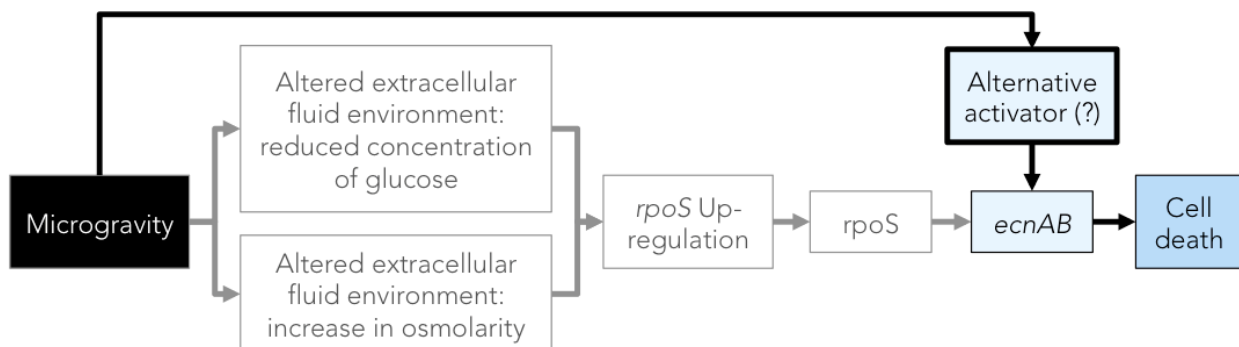 Altered extracellular
fluid environment:
reduced concentration
of glucose
Alternative
activator (?)
Microgravity
rpoS Up-
regulation
rpoS
ecnAB
Cell
death
Altered extracellular
fluid environment:
increase in osmolarity